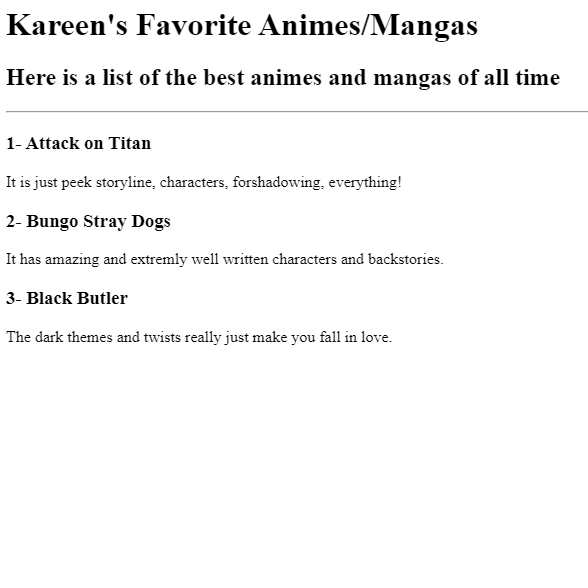 Kareen's Favorite Animes/Mangas
Here is a list of the best animes and mangas of all time
1- Attack on Titan
It is just peek storyline, characters, forshadowing, everything!
2- Bungo Stray Dogs
It has amazing and extremly well written characters and backstories.
3- Black Butler
The dark themes and twists really just make you fall in love.